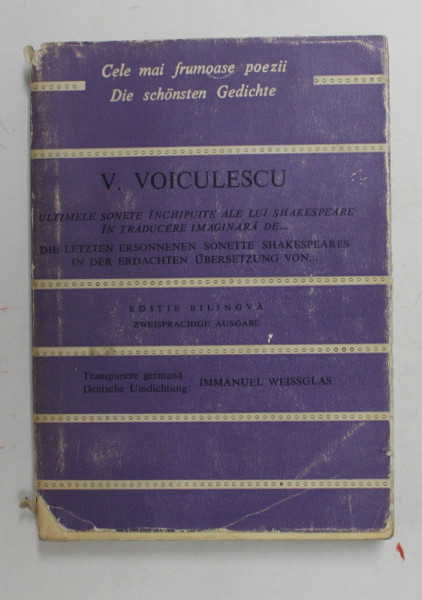 Cele mai frumoase poezii
Die schönsten Gedichte
V. VOICULESCU
ULTIMELE SONETE ÎNCHIPUITE ALE LUI SHAKESPEARE
ÎN TRADUCERE IMAGINARĂ DE...
DIE LETZTEN ERSONNENEN SONETTE SHAKESPEARES
IN DER ERDACHTEN ÜBERSETZUNG VON...
EDIȚIE BILINGVĂ
ZWEISPRACHIGE AUSGABE
Transpunere germană
Deutsche Umdichtung IMMANUEL WEISSGLAS